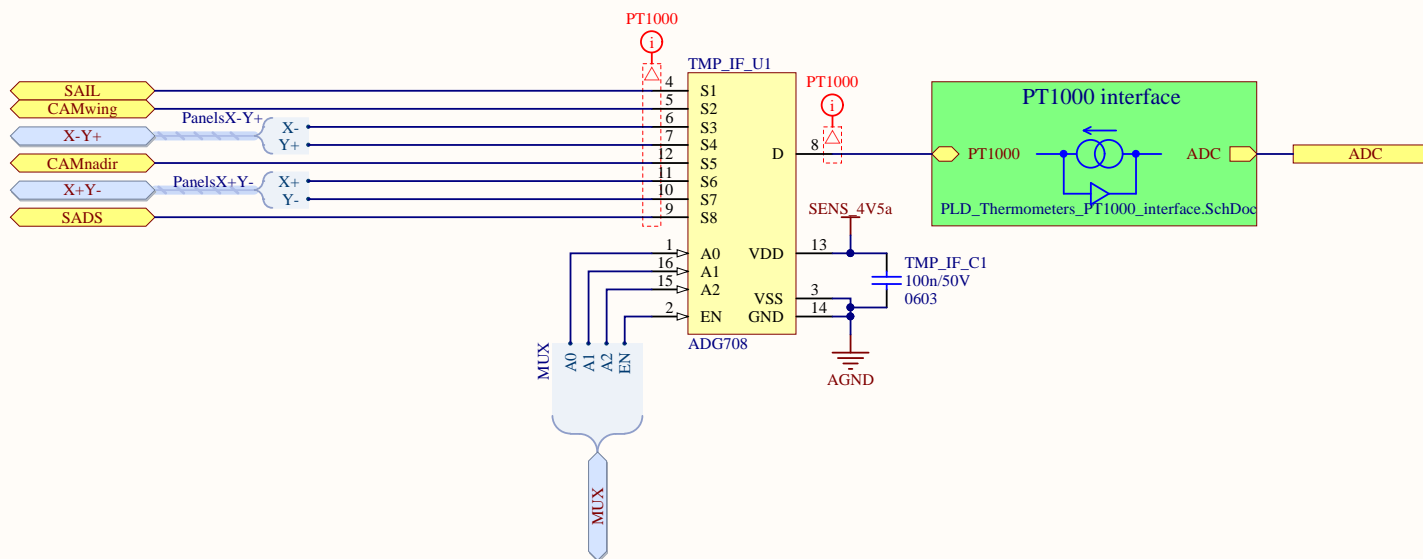 PT1000
i
TMP_IF_U1
SAIL
4
S1
CAMwing
5
S2
PanelsX-Y+
X-Y+
X-
6
S3
Y+
7
S4
CAMnadir
12
S5
PanelsX+Y-
X+Y-
X+
11
S6
Y-
10
S7
SADS
9
S8
1
A0
16
A1
15
A2
2
EN
ADG708
PT1000
i
D
8
SENS_4V5a
VDD
13
VSS
3
GND
14
TMP_IF_C1
100n/50V
0603
AGND
PT1000 interface
PT1000
ADC
PLD_Thermometers_PT1000_interface.SchDoc
ADC
MUX
A0
A1
A2
EN
MUX